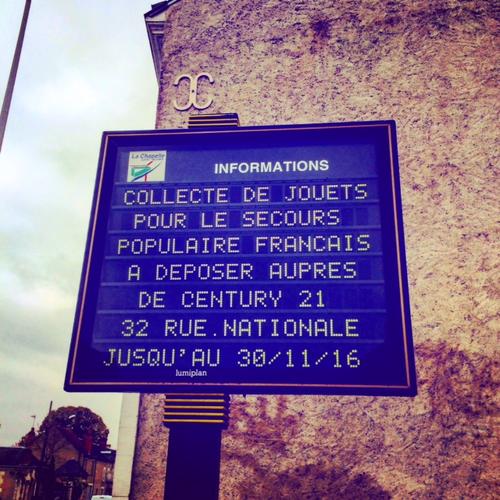 La Chapelle
INFORMATIONS
COLLECTE DE JOUETS
POUR LE SECOURS
POPULAIRE FRANCAIS
A DEPOSER AUPRES
DE CENTURY 21
32 RUE.NATIONALE
JUSQU'AU 30/11/16
lumiplan